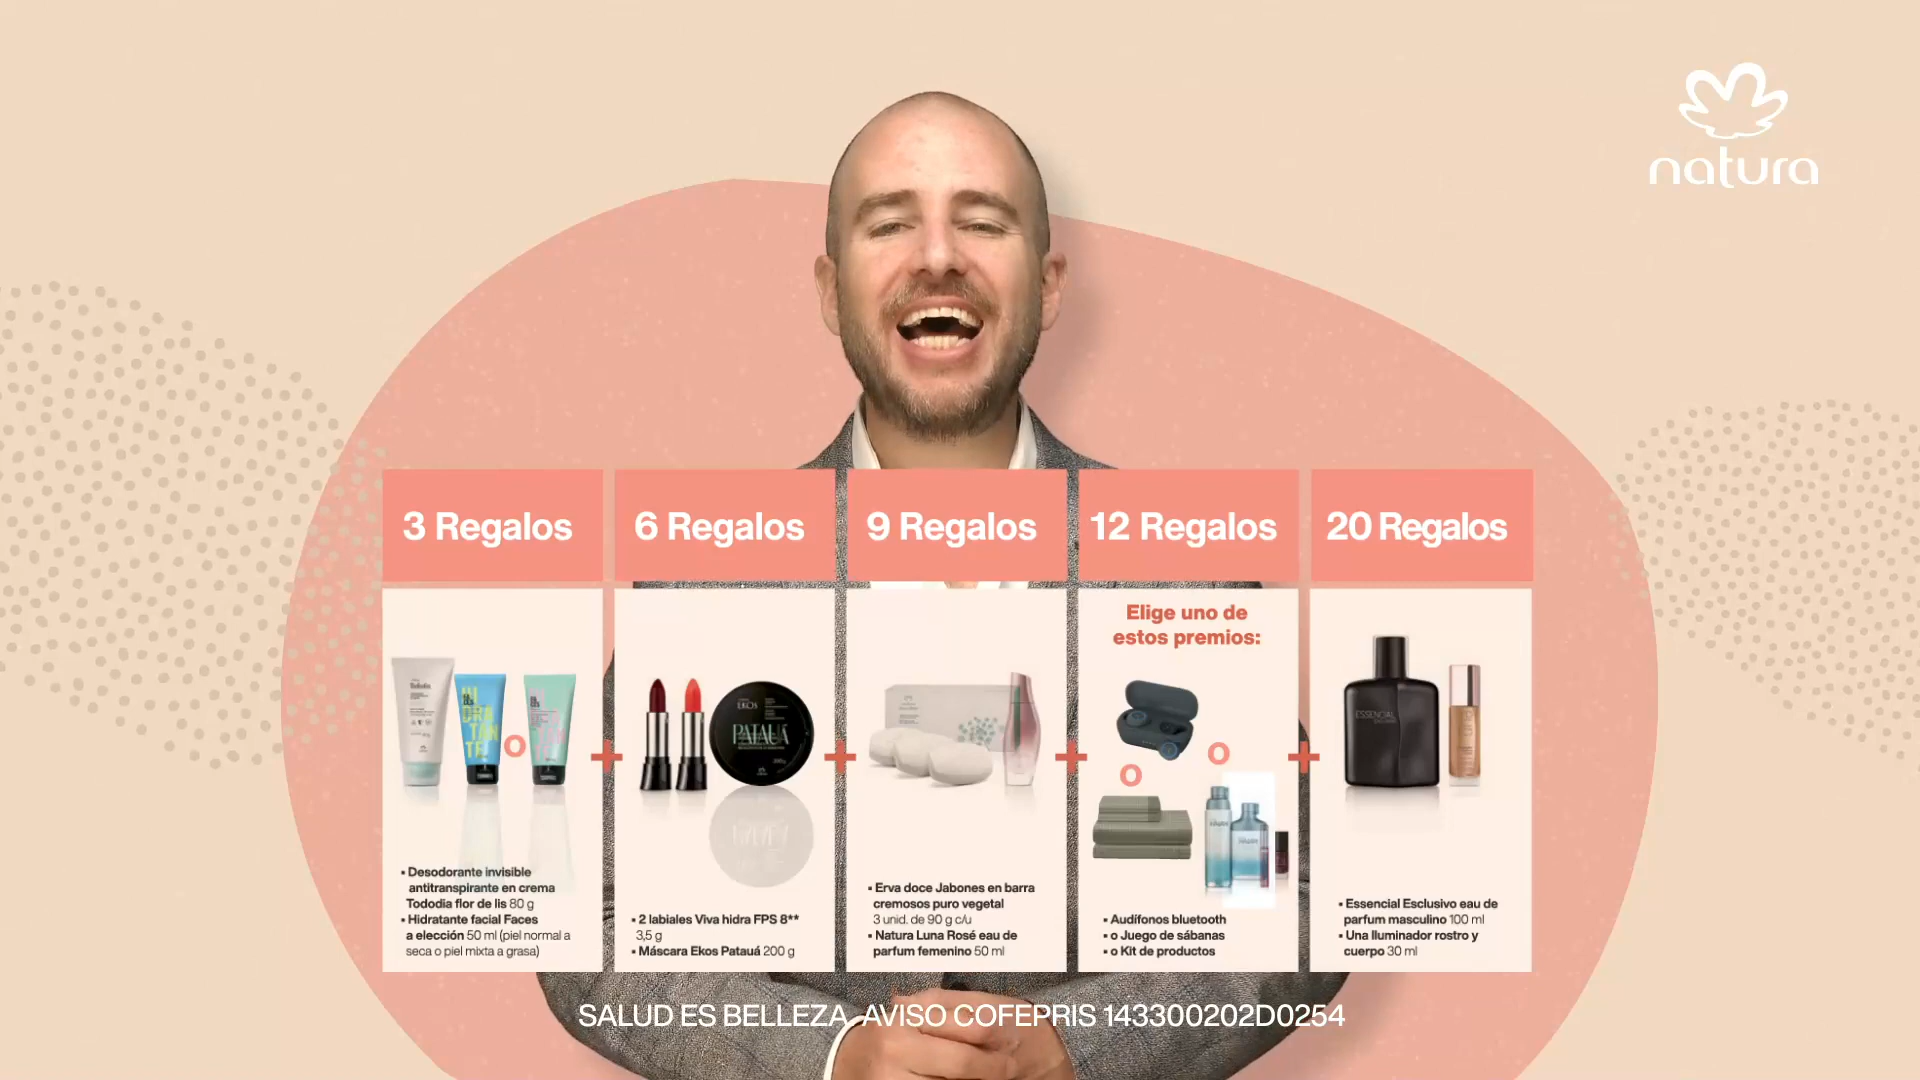 natura
3 Regalos
6 Regalos
9 Regalos
12 Regalos
20 Regalos
Elige uno de
estos premios:
EKOS
PATAUÁ
ESSENCIAL
O
O
O
▪ Desodorante invisible
antitranspirante en crema
Tododia flor de lis 80 g
▪ Hidratante facial Faces
a elección 50 ml (piel normal a
seca o piel mixta a grasa)
▪ 2 labiales Viva hidra FPS 8**
3,5 g
▪ Máscara Ekos Patauá 200 g
▪ Erva doce Jabones en barra
cremosos puro vegetal
3 unid. de 90 g c/u
▪ Natura Luna Rosé eau de
parfum femenino 50 ml
▪ Audífonos bluetooth
▪ o Juego de sábanas
▪ o Kit de productos
▪ Essencial Esclusivo eau de
parfum masculino 100 ml
▪ Una Iluminador rostro y
cuerpo 30 ml
SALUD ES BELLEZA AVISO COFEPRIS 143300202D0254